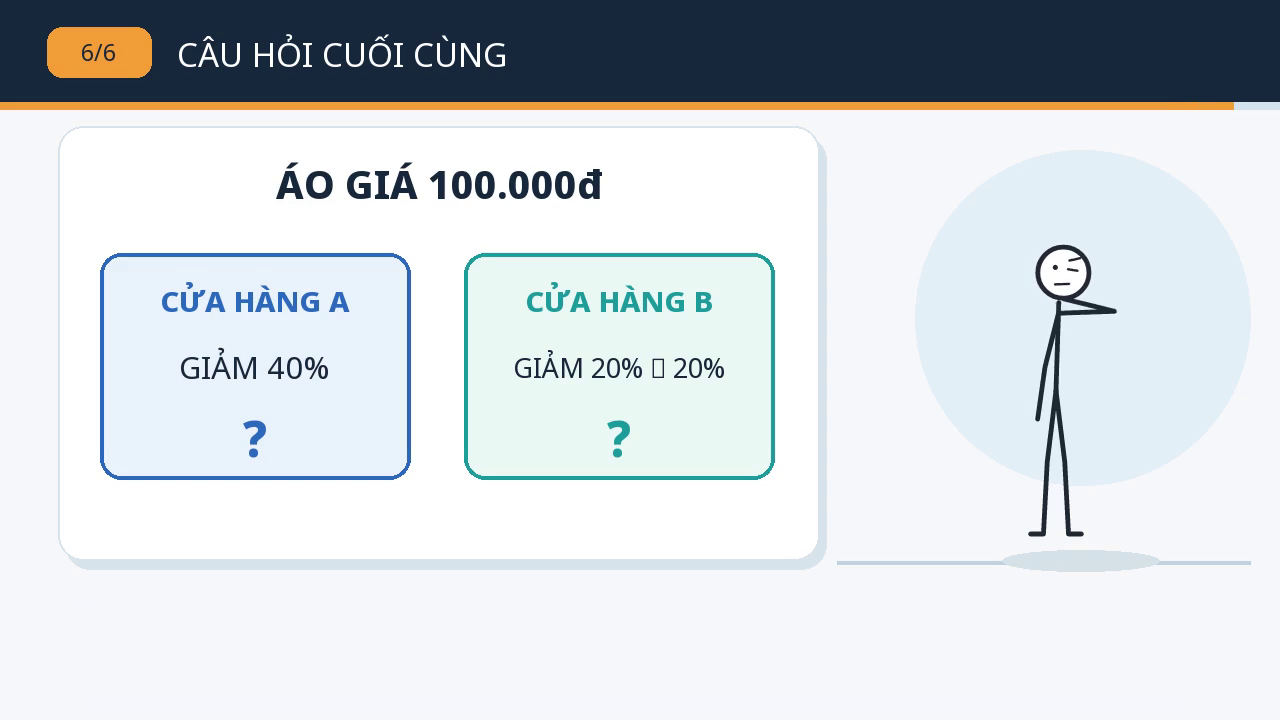 6/6
CÂU HỎI CUỐI CÙNG
ÁO GIÁ 100.000đ
CỬA HÀNG A
GIẢM 40%
?
CỬA HÀNG B
GIẢM 20% 20%
?